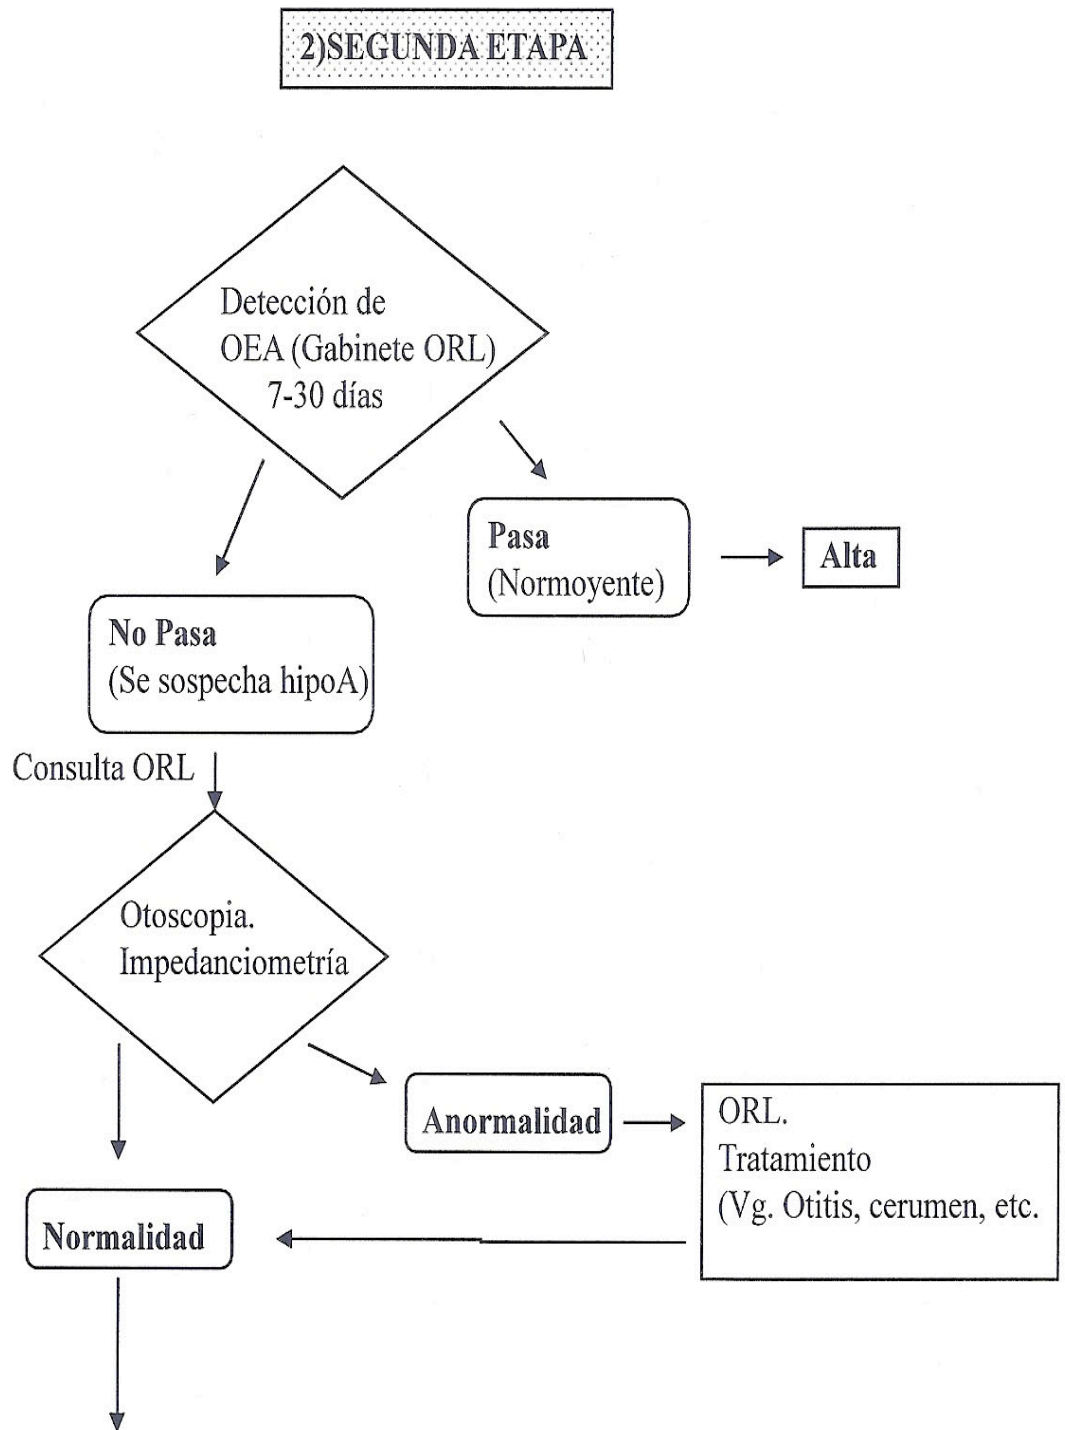 2)SEGUNDA ETAPA
Detección de
OEA (Gabinete ORL)
7-30 días
Pasa
(Normoyente)
Alta
No Pasa
(Se sospecha hipoA)
Consulta ORL
Otoscopia.
Impedanciometría
Anormalidad
ORL.
Tratamiento
(Vg. Otitis, cerumen, etc.
Normalidad